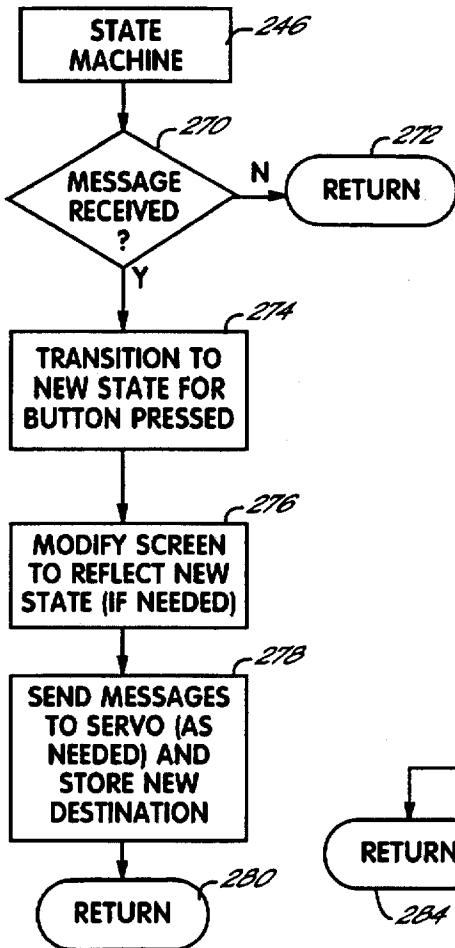 STATE
MACHINE
246
270
MESSAGE
RECEIVED
?
N
272
RETURN
Y
274
TRANSITION TO
NEW STATE FOR
BUTTON PRESSED
276
MODIFY SCREEN
TO REFLECT NEW
STATE (IF NEEDED)
278
SEND MESSAGES
TO SERVO (AS
NEEDED) AND
STORE NEW
DESTINATION
280
RETURN
RETURN
284